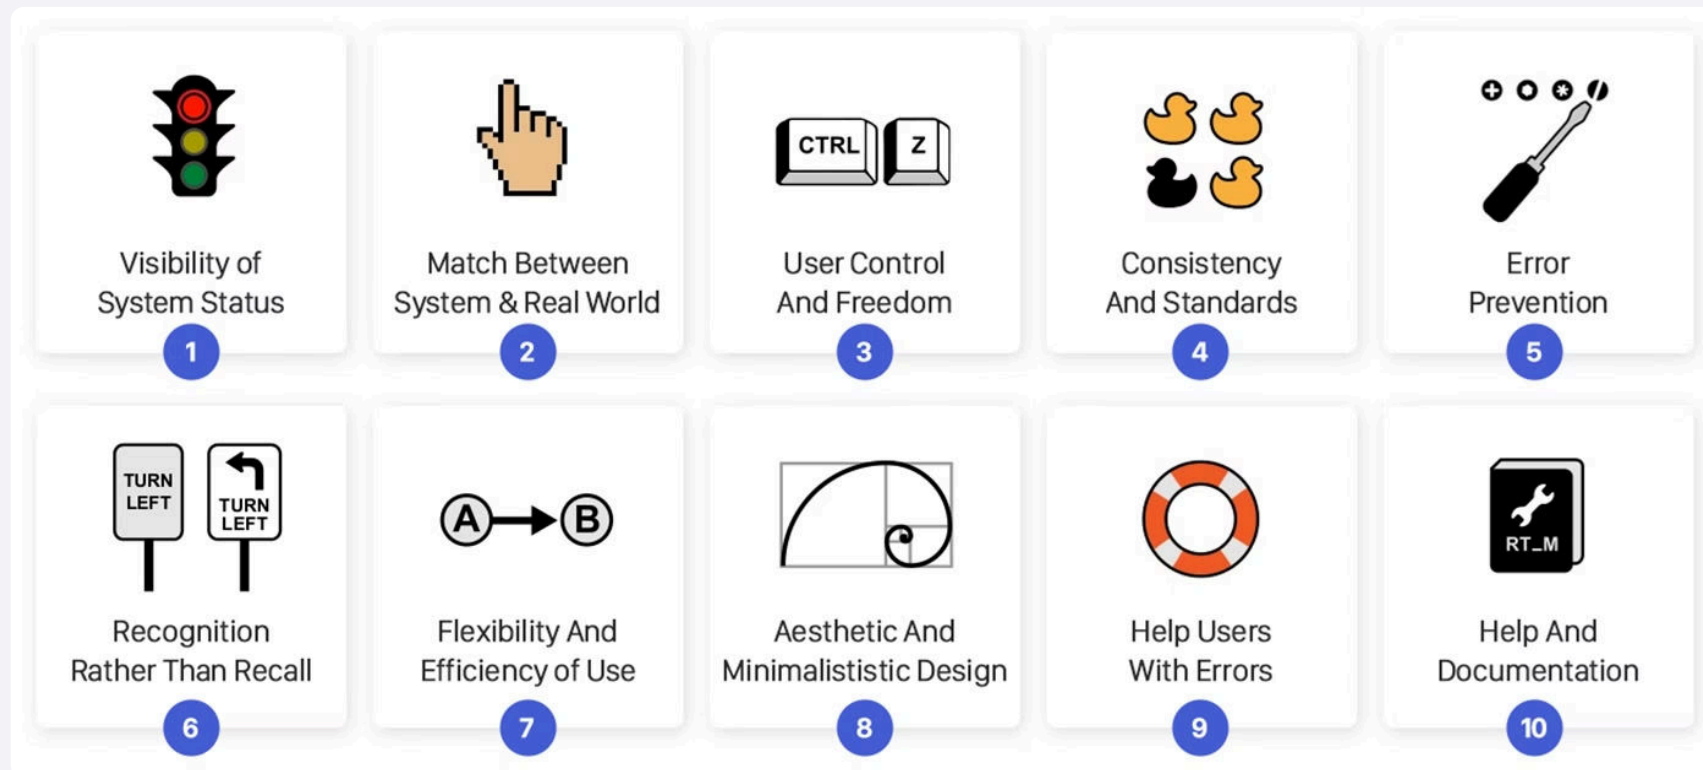 Visibility of
System Status
1
Match Between
System & Real World
2
CTRL
Z
User Control
And Freedom
3
Consistency
And Standards
4
Error
Prevention
5
TURN
LEFT
TURN
LEFT
Recognition
Rather Than Recall
6
A
B
Flexibility And
Efficiency of Use
7
Aesthetic And
Minimalististic Design
8
Help Users
With Errors
9
RT_M
Help And
Documentation
10